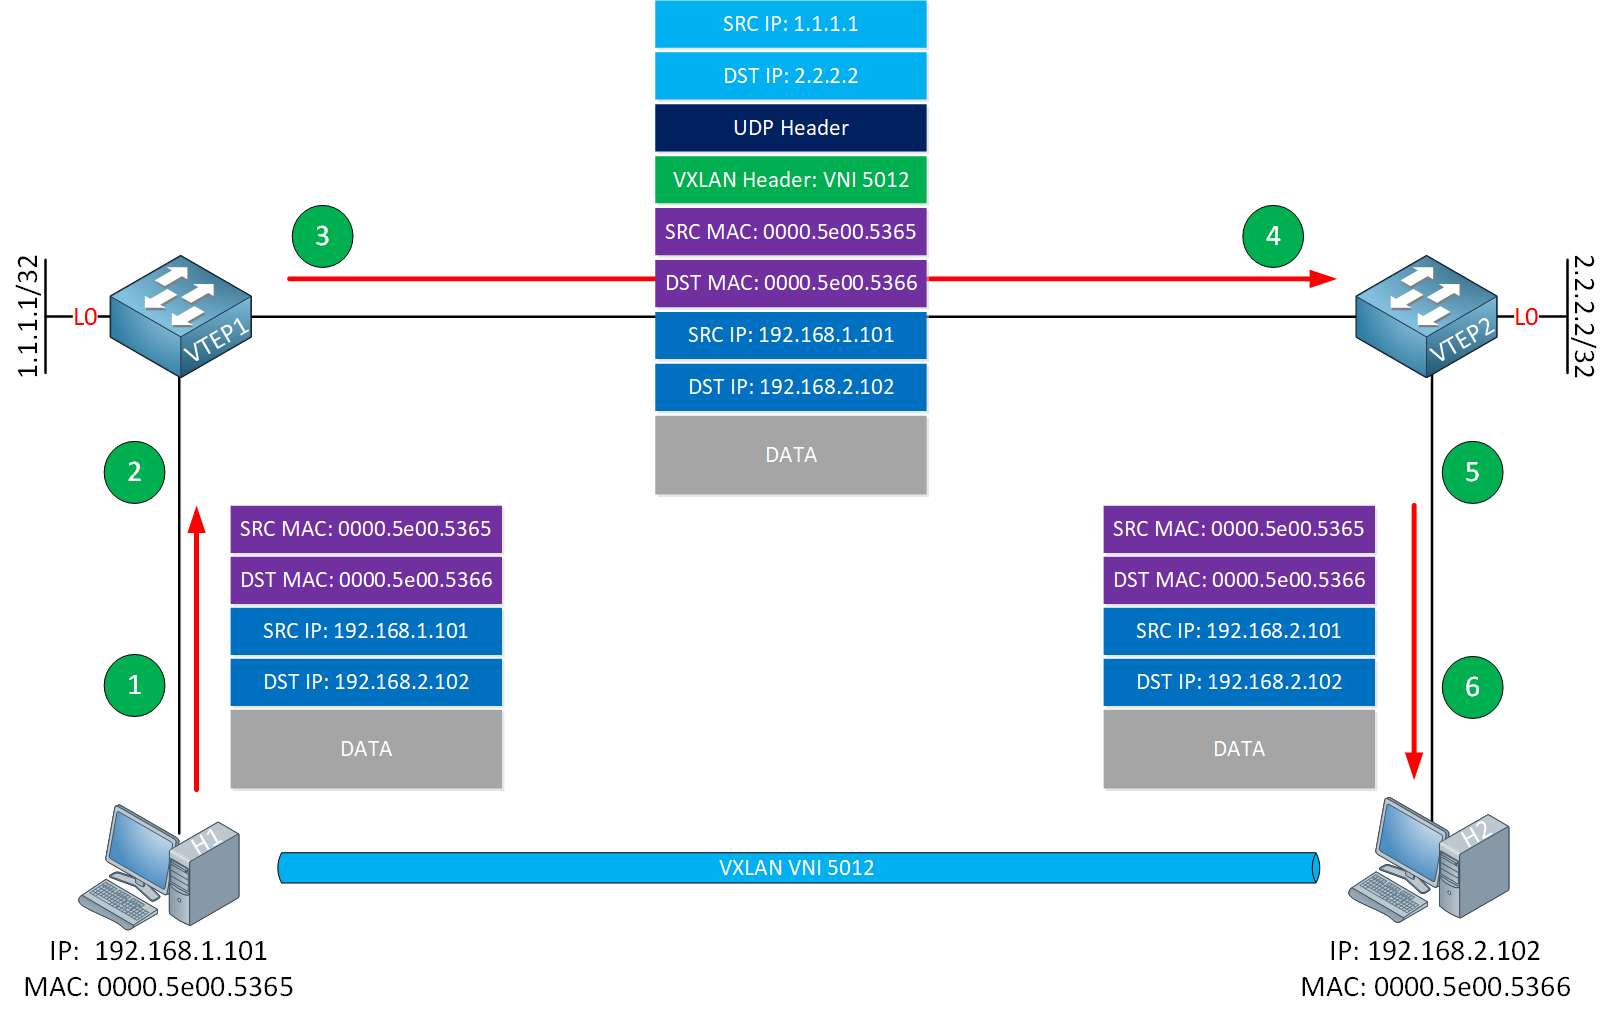 SRC IP: 1.1.1.1
DST IP: 2.2.2.2
UDP Header
VXLAN Header: VNI 5012
SRC MAC: 0000.5e00.5365
DST MAC: 0000.5e00.5366
SRC IP: 192.168.1.101
DST IP: 192.168.2.102
DATA
3
4
1.1.1.1/32
L0
VTEP1
VTEP2
L0
2.2.2.2/32
2
5
SRC MAC: 0000.5e00.5365
DST MAC: 0000.5e00.5366
SRC IP: 192.168.1.101
DST IP: 192.168.2.102
DATA
1
SRC MAC: 0000.5e00.5365
DST MAC: 0000.5e00.5366
SRC IP: 192.168.2.101
DST IP: 192.168.2.102
DATA
6
H1
VXLAN VNI 5012
H2
IP: 192.168.1.101
MAC: 0000.5e00.5365
IP: 192.168.2.102
MAC: 0000.5e00.5366